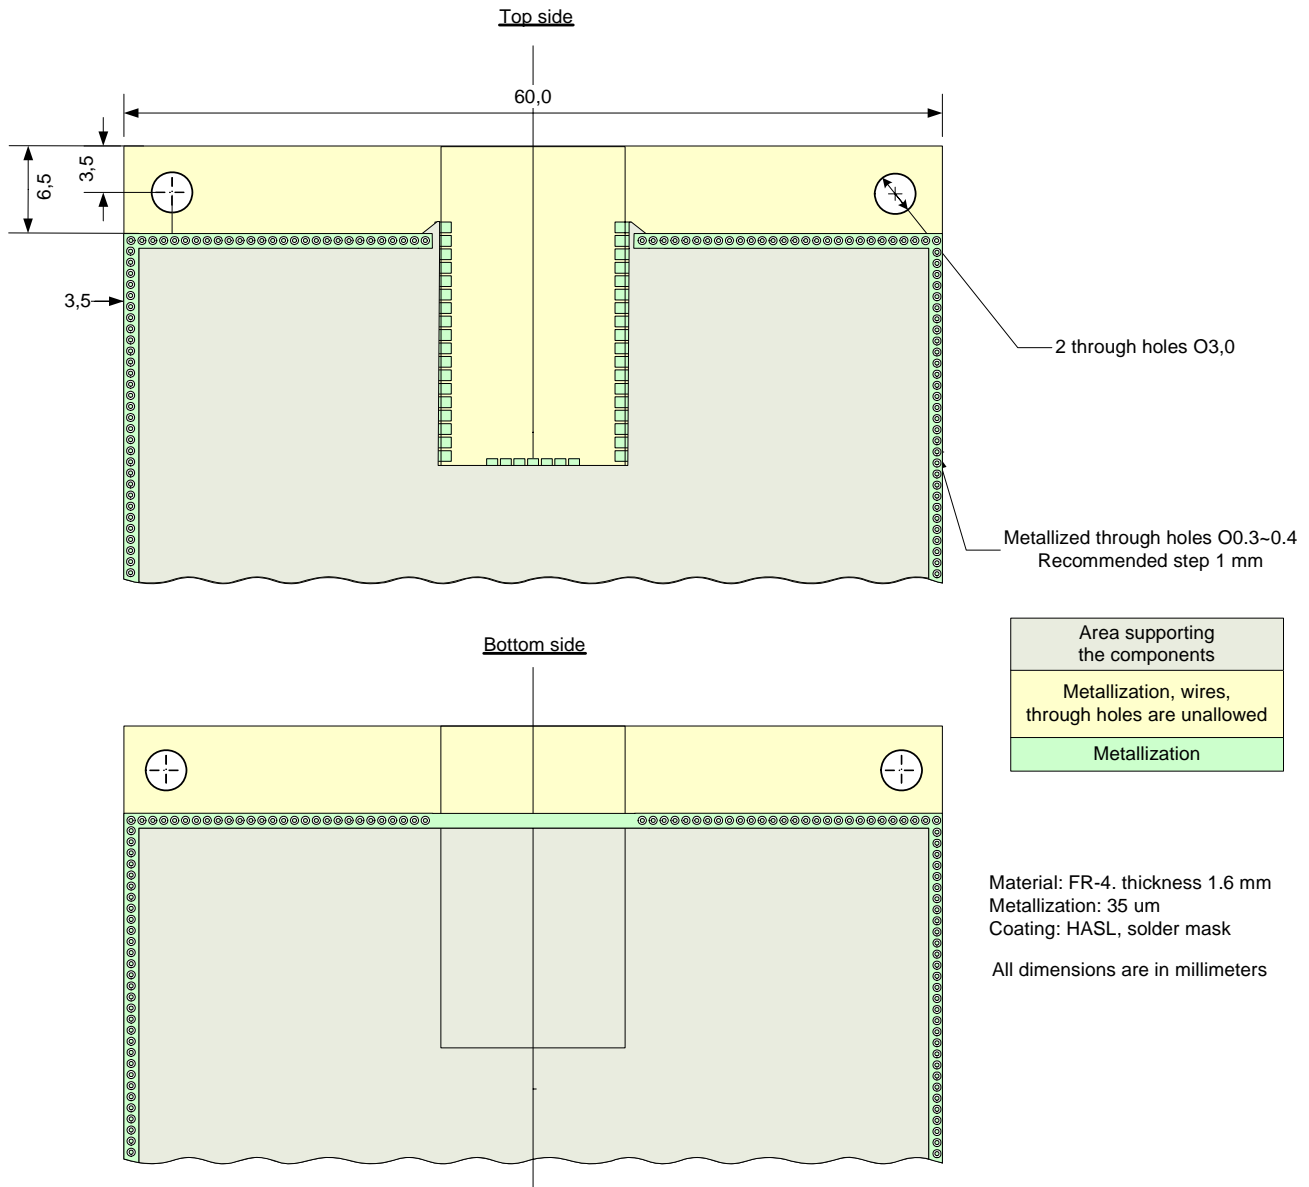 Top side
60,0
6,5
3,5
3,5
2 through holes O3,0
Metallized through holes O0.3~0.4
Recommended step 1 mm
Bottom side
Area supporting
the components
Metallization, wires,
through holes are unallowed
Metallization
Material: FR-4. thickness 1.6 mm
Metallization: 35 um
Coating: HASL, solder mask
All dimensions are in millimeters